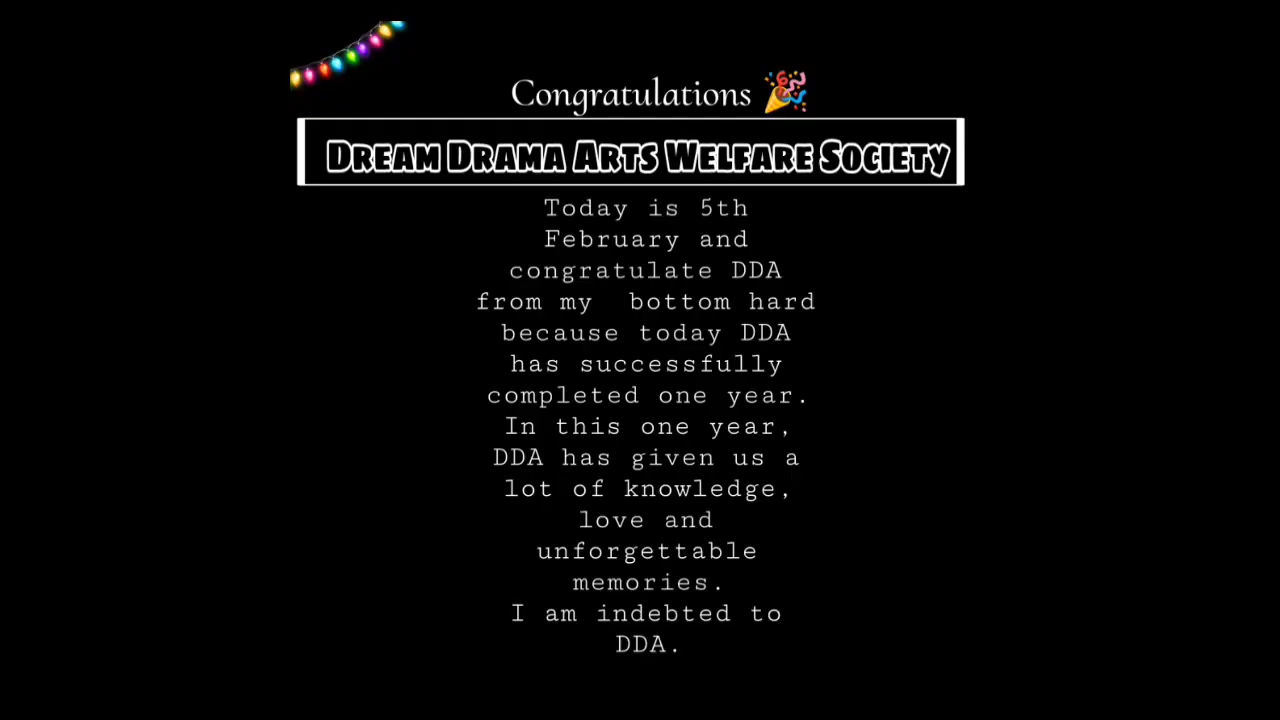 Congratulations 🎉
Dream Drama Arts Welfare Society
Today is 5th
February and
congratulate DDA
from my  bottom hard
because today DDA
has successfully
completed one year.
In this one year,
DDA has given us a
lot of knowledge,
love and
unforgettable
memories.
I am indebted to
DDA.